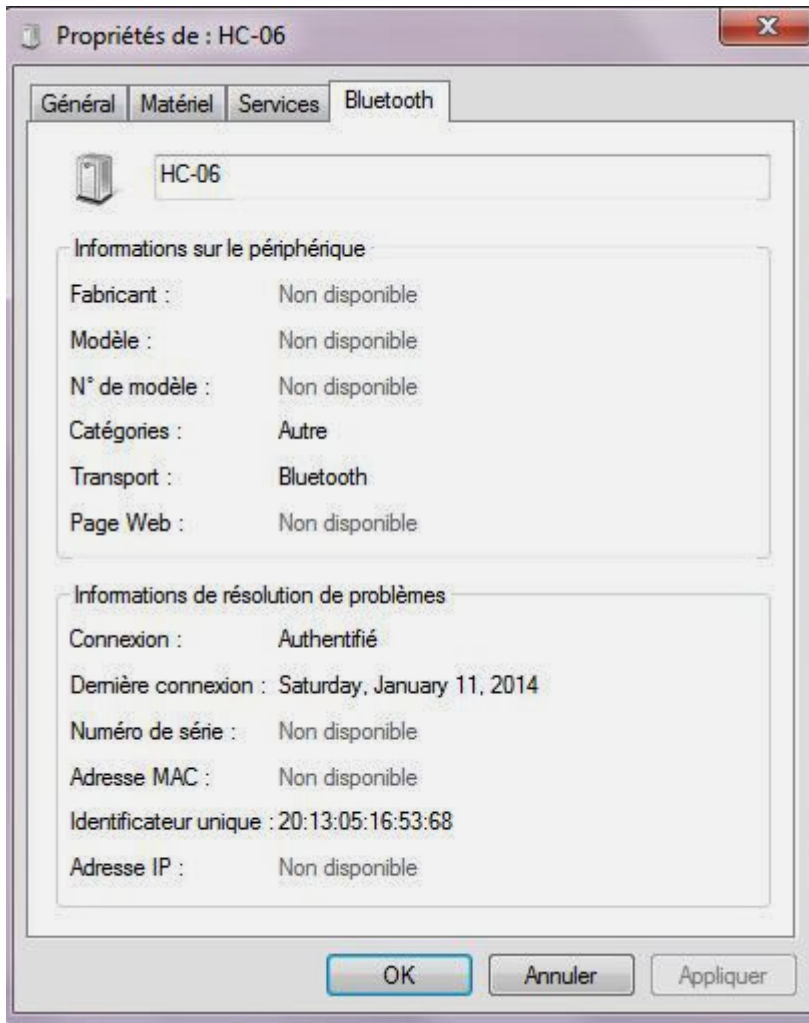 Propriétés de : HC-06
Général Matériel Services Bluetooth
HC-06
Informations sur le périphérique
Fabricant : Non disponible
Modèle : Non disponible
N° de modèle : Non disponible
Catégories : Autre
Transport : Bluetooth
Page Web : Non disponible
Informations de résolution de problèmes
Connexion : Authentifié
Dernière connexion : Saturday, January 11, 2014
Numéro de série : Non disponible
Adresse MAC : Non disponible
Identificateur unique : 20:13:05:16:53:68
Adresse IP : Non disponible
OK Annuler Appliquer